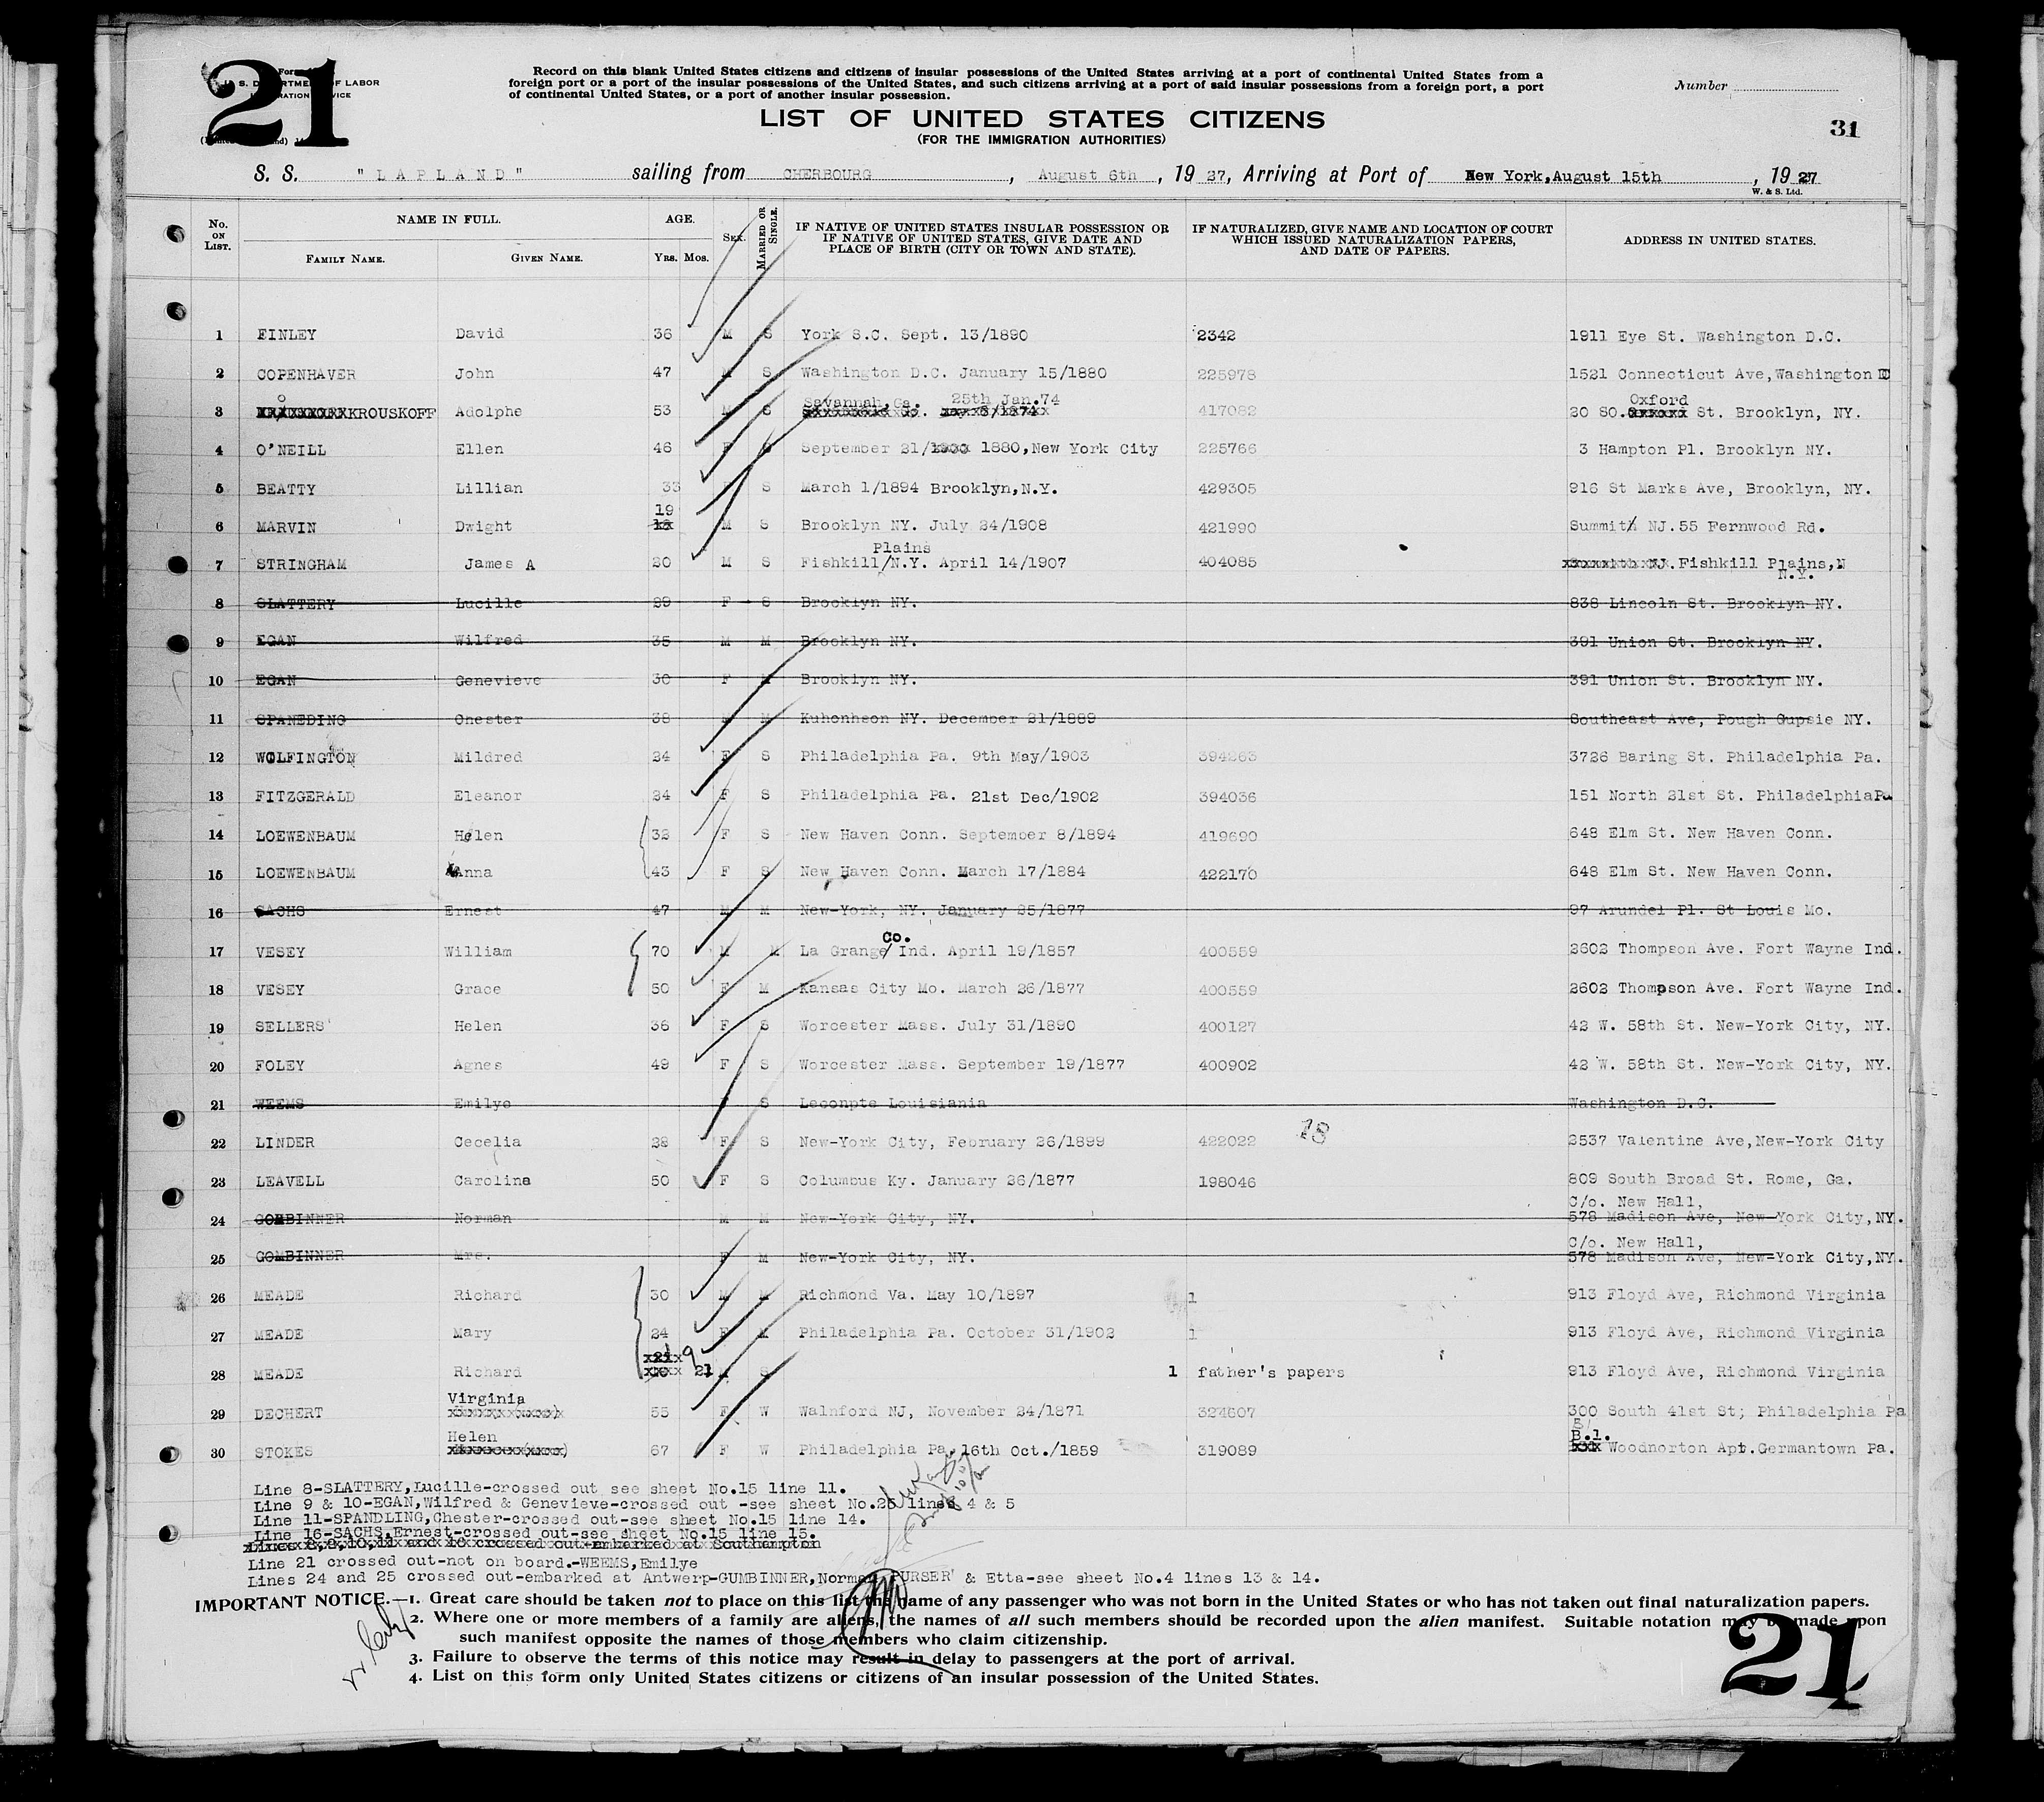 21
Form
U. S. DEPARTMENT OF LABOR
IMMIGRATION SERVICE
Record on this blank United States citizens and citizens of insular possessions of the United States arriving at a port of continental United States from a
foreign port or a port of the insular possessions of the United States, and such citizens arriving at a port of said insular possessions from a foreign port, a port
of continental United States, or a port of another insular possession.
Number
LIST OF UNITED STATES CITIZENS
(FOR THE IMMIGRATION AUTHORITIES)
31
S. S. "LAPLAND" sailing from CHERBOURG, August 6th, 19 27, Arriving at Port of New York, August 15th, 19 27
W. & S. Ltd.
No. ON LIST. NAME IN FULL. FAMILY NAME. GIVEN NAME. AGE. YRS. MOS. SEX. MARRIED OR SINGLE. IF NATIVE OF UNITED STATES INSULAR POSSESSION OR IF NATIVE OF UNITED STATES, GIVE DATE AND PLACE OF BIRTH (CITY OR TOWN AND STATE). IF NATURALIZED, GIVE NAME AND LOCATION OF COURT WHICH ISSUED NATURALIZATION PAPERS, AND DATE OF PAPERS. ADDRESS IN UNITED STATES.
1 FINLEY David 36 M S York S.C. Sept. 13/1890 2342 1911 Eye St. Washington D.C.
2 COPENHAVER John 47 M S Washington D.C. January 15/1880 225978 1521 Connecticut Ave, Washington DC
Savannah, Ga. 25th Jan. 74 Oxford
3 KROUSKOFF Adolphe 53 M S 417082 20 SO. St. Brooklyn, NY.
4 O'NEILL Ellen 46 F S September 21/ 1880, New York City 225766 3 Hampton Pl. Brooklyn NY.
5 BEATTY Lillian 33 S March 1/1894 Brooklyn, N.Y. 429305 916 St Marks Ave, Brooklyn, NY.
19
6 MARVIN Dwight M S Brooklyn NY. July 24/1908 421990 Summit NJ. 55 Fernwood Rd.
Plains
7 STRINGHAM James A 20 M S Fishkill/N.Y. April 14/1907 404085 Fishkill Plains, N
N.Y.
8 SLATTERY Lucille 29 F S Brooklyn NY. 838 Lincoln St. Brooklyn NY.
9 EGAN Wilfred 35 M M Brooklyn NY. 391 Union St. Brooklyn NY.
10 EGAN Genevieve 30 F M Brooklyn NY. 391 Union St. Brooklyn NY.
11 SPANEDING Chester 38 M M Kuhonhson NY. December 21/1889 Southeast Ave, Pough Gupsie NY.
12 WOLFINGTON Mildred 24 F S Philadelphia Pa. 9th May/1903 394263 3726 Baring St. Philadelphia Pa.
13 FITZGERALD Eleanor 24 F S Philadelphia Pa. 21st Dec/1902 394036 151 North 21st St. Philadelphia Pa
14 LOEWENBAUM Helen 32 F S New Haven Conn. September 8/1894 419690 648 Elm St. New Haven Conn.
15 LOEWENBAUM Anna 43 F S New Haven Conn. March 17/1884 422170 648 Elm St. New Haven Conn.
16 SACHS Ernest 47 M M New-York, NY. January 25/1877 97 Arundel Pl. St Louis Mo.
Co.
17 VESEY William 70 M M La Grange/ Ind. April 19/1857 400559 2602 Thompson Ave. Fort Wayne Ind.
18 VESEY Grace 50 F M Kansas City Mo. March 26/1877 400559 2602 Thompson Ave. Fort Wayne Ind.
19 SELLERS Helen 36 F S Worcester Mass. July 31/1890 400127 42 W. 58th St. New-York City, NY.
20 FOLEY Agnes 49 F S Worcester Mass. September 19/1877 400902 42 W. 58th St. New-York City, NY.
21 WEEMS Emilye S Leconpte Louisiania Washington D.C.
22 LINDER Cecelia 28 F S New-York City, February 26/1899 422022 18 2537 Valentine Ave, New-York City
23 LEAVELL Carolina 50 F S Columbus Ky. January 26/1877 198046 809 South Broad St. Rome, Ga.
C/o. New Hall,
24 GOMBINNER Norman M M New-York City, NY. 578 Madison Ave, New-York City, NY.
C/o. New Hall,
25 GOMBINNER Mrs. F M New-York City, NY. 578 Madison Ave, New-York City, NY.
26 MEADE Richard 30 M M Richmond Va. May 10/1897 1 913 Floyd Ave, Richmond Virginia
27 MEADE Mary 24 F M Philadelphia Pa. October 31/1902 1 913 Floyd Ave, Richmond Virginia
28 MEADE Richard 21 S 1 father's papers 913 Floyd Ave, Richmond Virginia
Virginia
29 DECHERT 55 F W Walnford NJ, November 24/1871 324607 300 South 41st St; Philadelphia Pa
Helen B.1.
30 STOKES 67 F W Philadelphia Pa. 16th Oct./1859 319089 Woodnorton Apt. Germantown Pa.
Line 8-SLATTERY, Lucille-crossed out see sheet No.15 line 11.
Line 9 & 10-EGAN, Wilfred & Genevieve-crossed out -see sheet No.26 lines 4 & 5
Line 11-SPANDLING, Chester-crossed out-see sheet No.15 line 14.
Line 16-SACHS, Ernest-crossed out-see sheet No.15 line 15.
Lines 8,9,10,11 and 16 crossed out-embarked at Southampton
Line 21 crossed out-not on board.-WEEMS, Emilye
Lines 24 and 25 crossed out-embarked at Antwerp-GUMBINNER, Norman PURSER & Etta-see sheet No.4 lines 13 & 14.
IMPORTANT NOTICE.—1. Great care should be taken not to place on this list the name of any passenger who was not born in the United States or who has not taken out final naturalization papers.
2. Where one or more members of a family are aliens, the names of all such members should be recorded upon the alien manifest. Suitable notation may be made upon
such manifest opposite the names of those members who claim citizenship.
3. Failure to observe the terms of this notice may result in delay to passengers at the port of arrival.
4. List on this form only United States citizens or citizens of an insular possession of the United States.
21